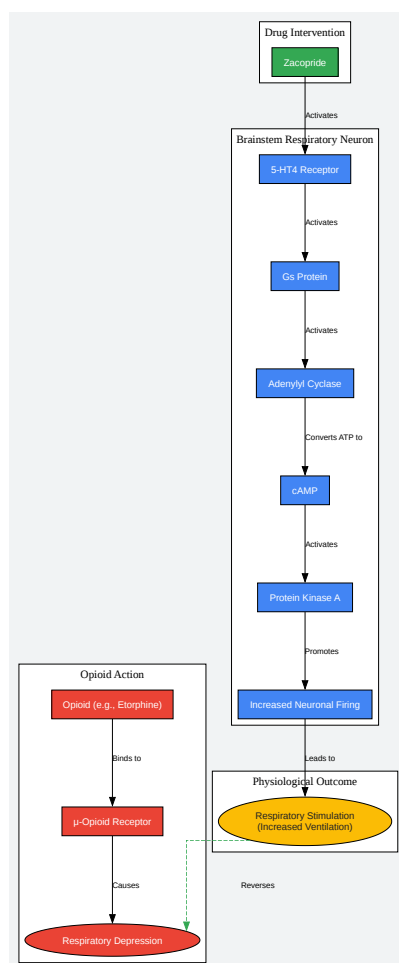 Drug Intervention
Zacopride
Activates
Brainstem Respiratory Neuron
5-HT4 Receptor
Activates
Gs Protein
Activates
Adenylyl Cyclase
Converts ATP to
cAMP
Activates
Protein Kinase A
Promotes
Increased Neuronal Firing
Leads to
Physiological Outcome
Respiratory Stimulation
(Increased Ventilation)
Reverses
Opioid Action
Opioid (e.g., Etorphine)
Binds to
μ-Opioid Receptor
Causes
Respiratory Depression